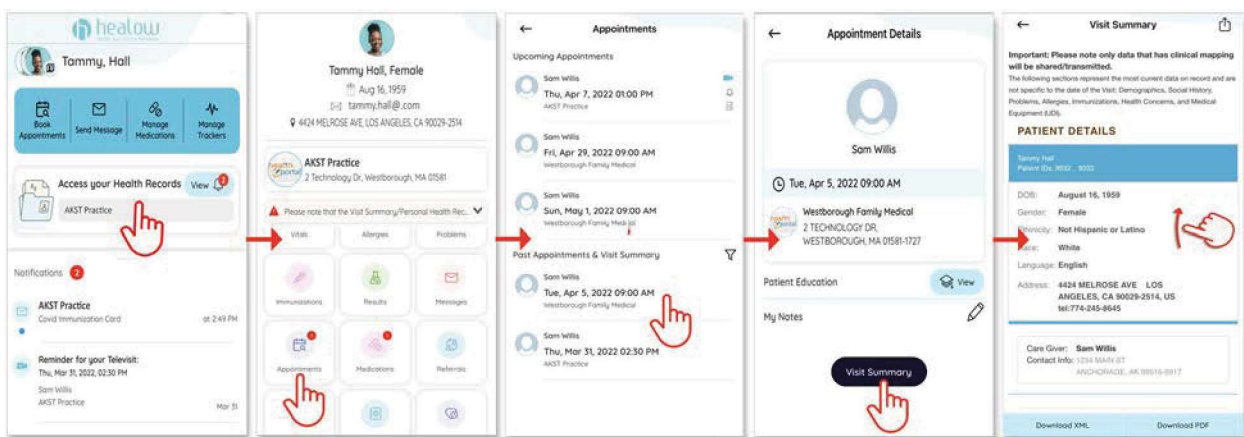 healow
Tammy, Hall
Book
Appointments
Send Message
Manage
Medications
Manage
Trackers
Access your Health Records
View
2
AKST Practice
Notifications
2
AKST Practice
Covid Immunization Card
at 2:49 PM
Reminder for your Televisit:
Thu, Mar 31, 2022, 02:30 PM
Sam Willis
AKST Practice
Mar 31
Tammy Hall, Female
Aug 16, 1959
tammy.hall@.com
4424 MELROSE AVE, LOS ANGELES, CA 90029-2514
health
portal
AKST Practice
2 Technology Dr, Westborough, MA 01581
Please note that the Visit Summary/Personal Health Rec...
Vitals
Allergies
Problems
Immunizations
Results
Messages
Appointments
Medications
Referrals
Appointments
Upcoming Appointments
Sam Willis
Thu, Apr 7, 2022 01:00 PM
AKST Practice
Sam Willis
Fri, Apr 29, 2022 09:00 AM
Westborough Family Medical
Sam Willis
Sun, May 1, 2022 09:00 AM
Westborough Family Medical
Past Appointments & Visit Summary
Sam Willis
Tue, Apr 5, 2022 09:00 AM
Westborough Family Medical
Sam Willis
Thu, Mar 31, 2022 02:30 PM
AKST Practice
Appointment Details
Sam Willis
Tue, Apr 5, 2022 09:00 AM
health
portal
Westborough Family Medical
2 TECHNOLOGY DR,
WESTBOROUGH, MA 01581-1727
Patient Education
View
My Notes
Visit Summary
Visit Summary
Important: Please note only data that has clinical mapping
will be shared/transmitted.
The following sections represent the most current data on record and are
not specific to the date of the Visit: Demographics, Social History,
Problems, Allergies, Immunizations, Health Concerns, and Medical
Equipment (UDI).
PATIENT DETAILS
Tammy Hall
Patient IDs: 9032 , 9032
DOB: August 16, 1959
Gender: Female
Ethnicity: Not Hispanic or Latino
Race: White
Language: English
Address: 4424 MELROSE AVE LOS
ANGELES, CA 90029-2514, US
tel:774-245-8645
Care Giver: Sam Willis
Contact Info: 1234 MAIN ST
ANCHORAGE, AK 99516-9917
Download XML
Download PDF